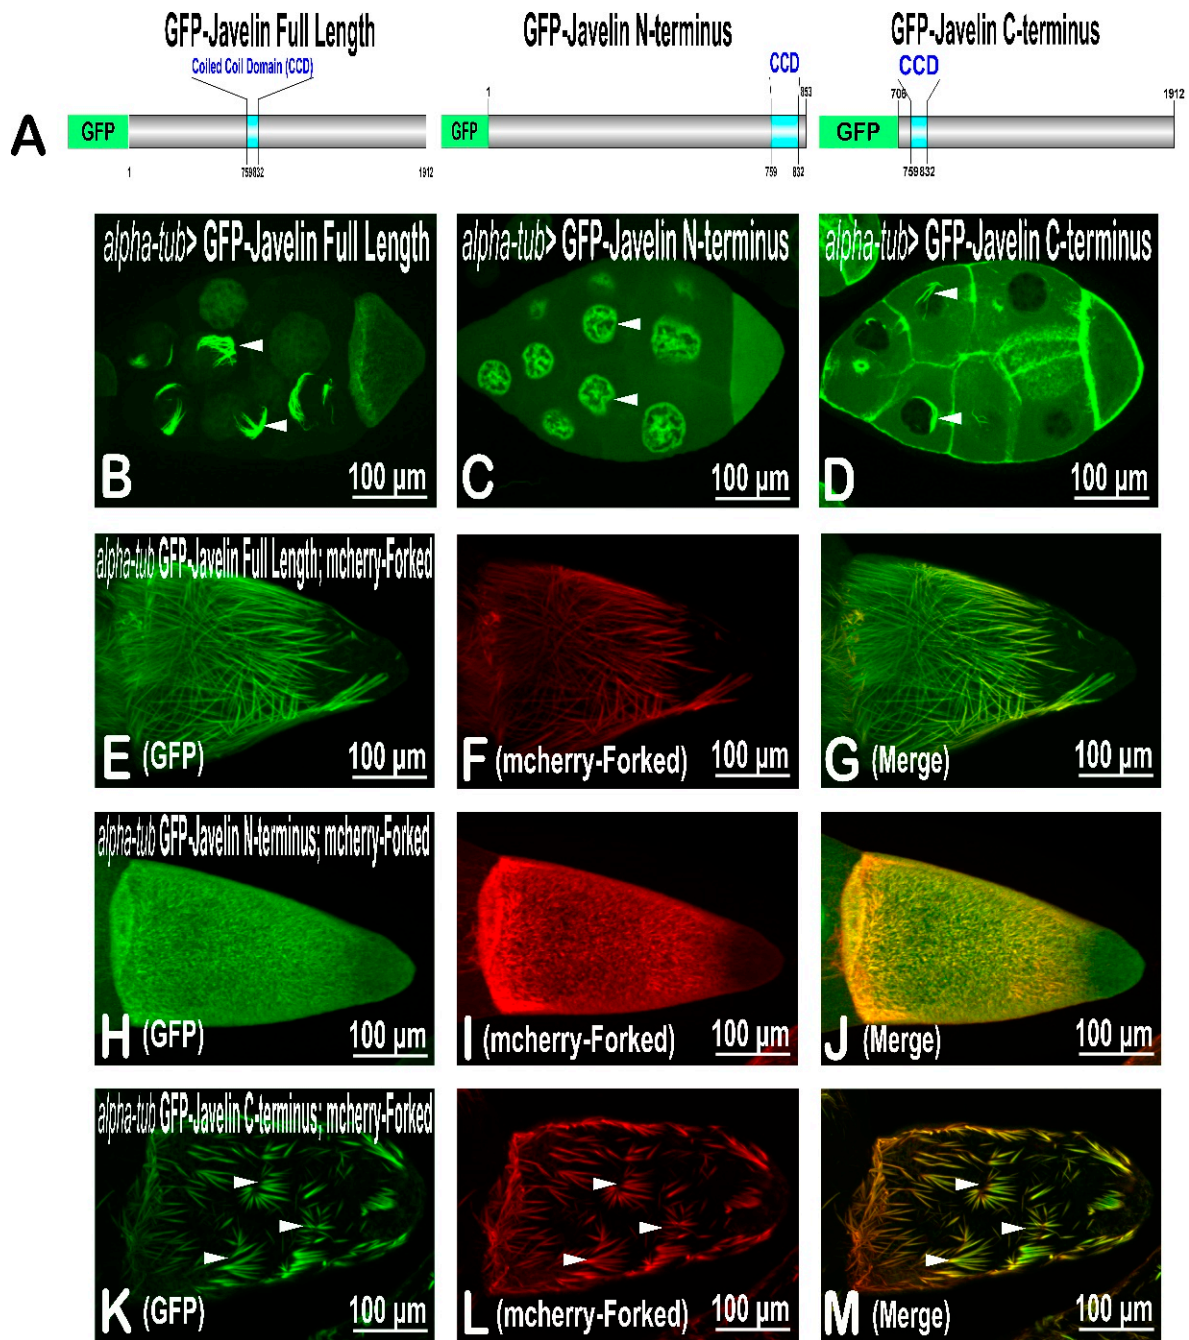 GFP-Javelin Full Length
Coiled Coil Domain (CCD)
A
GFP
1
759 832
1912
GFP-Javelin N-terminus
CCD
1
853
GFP
759
832
GFP-Javelin C-terminus
CCD
706
1912
GFP
759 832
alpha-tub> GFP-Javelin Full Length
B
100 µm
alpha-tub> GFP-Javelin N-terminus
C
100 µm
alpha-tub> GFP-Javelin C-terminus
D
100 µm
alpha-tub GFP-Javelin Full Length; mcherry-Forked
E (GFP)
100 µm
F (mcherry-Forked)
100 µm
G (Merge)
100 µm
alpha-tub GFP-Javelin N-terminus; mcherry-Forked
H (GFP)
100 µm
I (mcherry-Forked)
100 µm
J (Merge)
100 µm
alpha-tub GFP-Javelin C-terminus; mcherry-Forked
K (GFP)
100 µm
L (mcherry-Forked)
100 µm
M (Merge)
100 µm